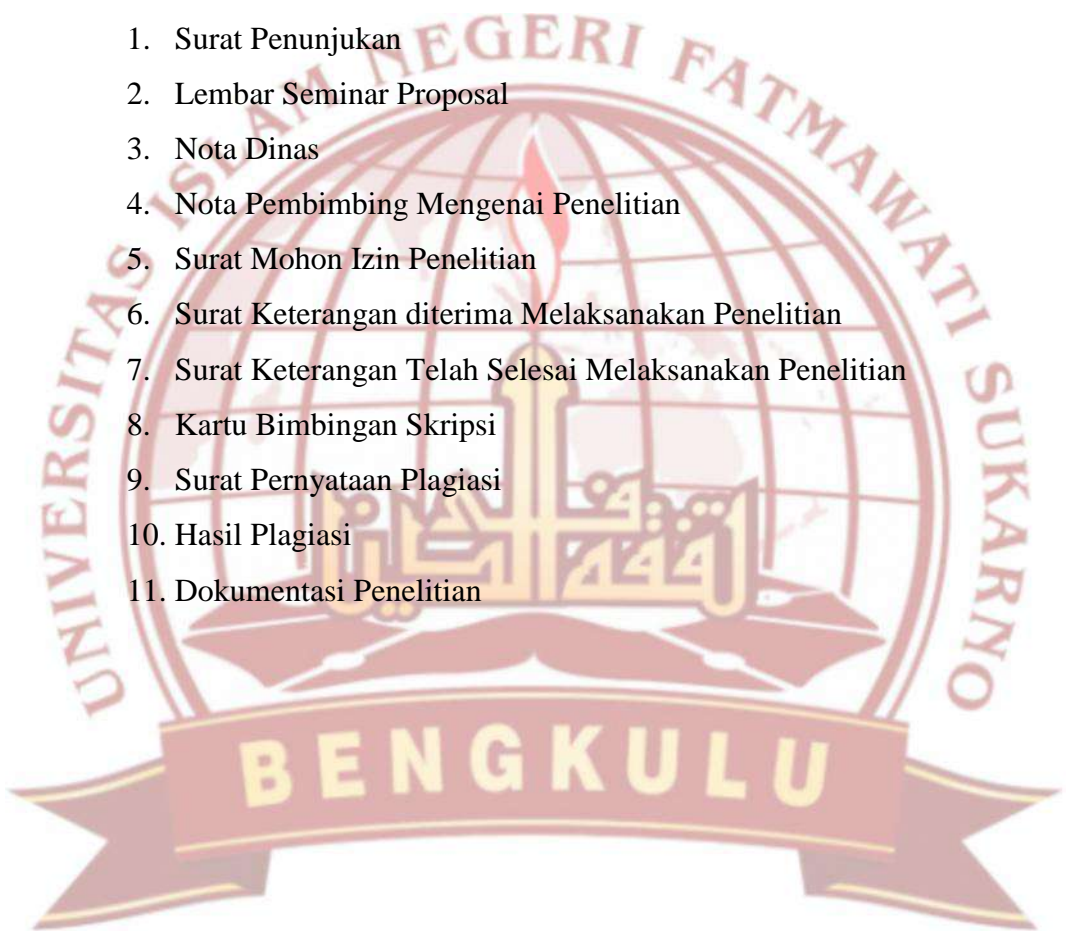 1. Surat Penunjukan
2. Lembar Seminar Proposal
3. Nota Dinas
4. Nota Pembimbing Mengenai Penelitian
5. Surat Mohon Izin Penelitian
6. Surat Keterangan diterima Melaksanakan Penelitian
7. Surat Keterangan Telah Selesai Melaksanakan Penelitian
8. Kartu Bimbingan Skripsi
9. Surat Pernyataan Plagiasi
10. Hasil Plagiasi
11. Dokumentasi Penelitian
UNIVERSITAS ISLAM NEGERI FATMAWATI SUKARNO
BENGKULU